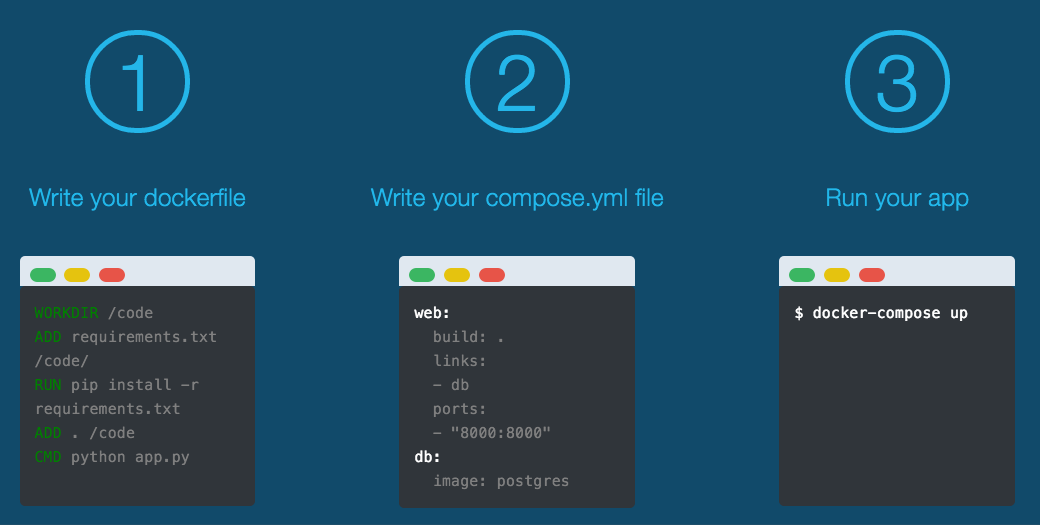 1
Write your dockerfile
WORKDIR /code
ADD requirements.txt
/code/
RUN pip install -r
requirements.txt
ADD . /code
CMD python app.py
2
Write your compose.yml file
web:
  build: .
  links:
  - db
  ports:
  - "8000:8000"
db:
  image: postgres
3
Run your app
$ docker-compose up